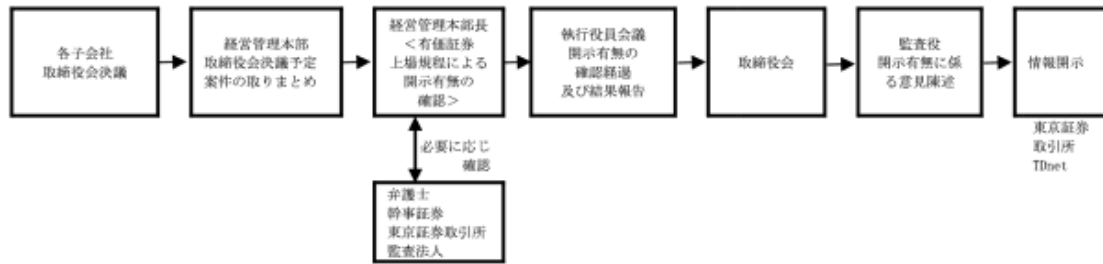 各子会社
取締役会決議
経営管理本部
取締役会決議予定
案件の取りまとめ
経営管理本部長
＜有価証券
上場規程による
開示有無の
確認＞
執行役員会議
開示有無の
確認経過
及び結果報告
取締役会
監査役
開示有無に係
る意見陳述
情報開示
東京証券
取引所
TDnet
必要に応じ
確認
弁護士
幹事証券
東京証券取引所
監査法人